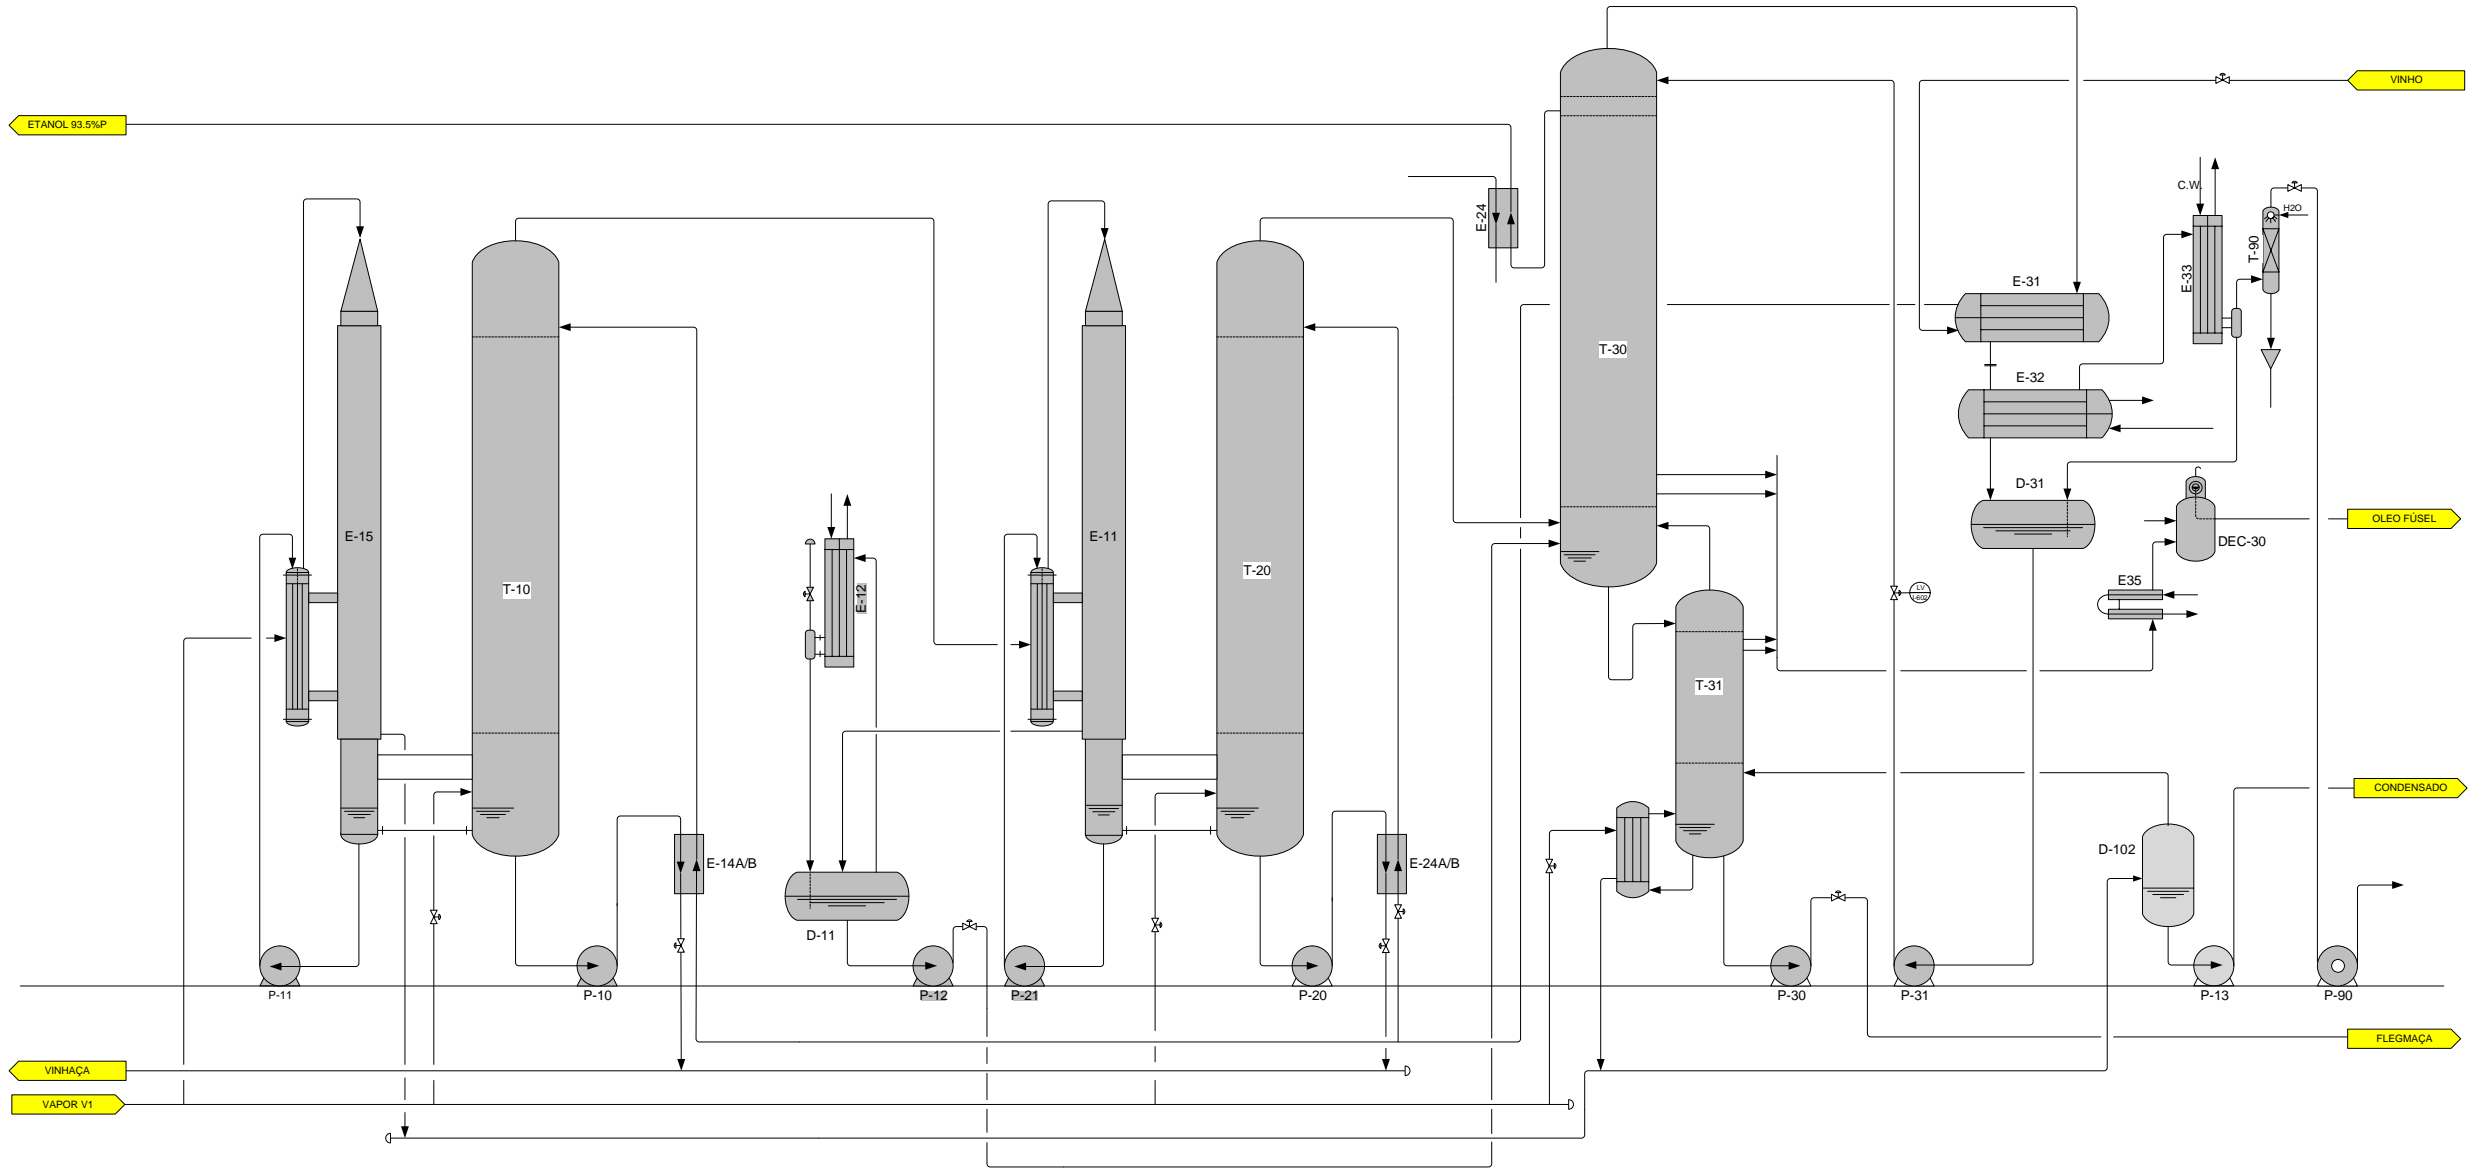 VINHO
ETANOL 93.5%P
C.W.
H2O
E-24
T-90
E-33
E-31
T-30
E-32
D-31
OLEO FÚSEL
E-15
E-11
DEC-30
T-20
E35
T-10
E-12
LV
T-31
CONDENSADO
D-102
E-14A/B
E-24A/B
D-11
P-11
P-10
P-12
P-21
P-20
P-30
P-31
P-13
P-90
FLEGMAÇA
VINHAÇA
VAPOR V1